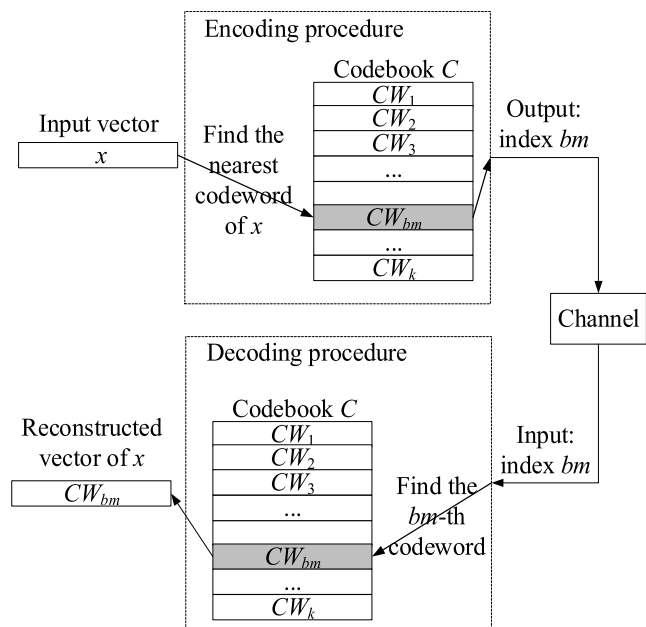 Encoding procedure
Codebook C
CW1
CW2
CW3
...
CWbm
...
CWk
Input vector
x
Find the
nearest
codeword
of x
Output:
index bm
Channel
Decoding procedure
Codebook C
CW1
CW2
CW3
...
CWbm
...
CWk
Input:
index bm
Find the
bm-th
codeword
Reconstructed
vector of x
CWbm